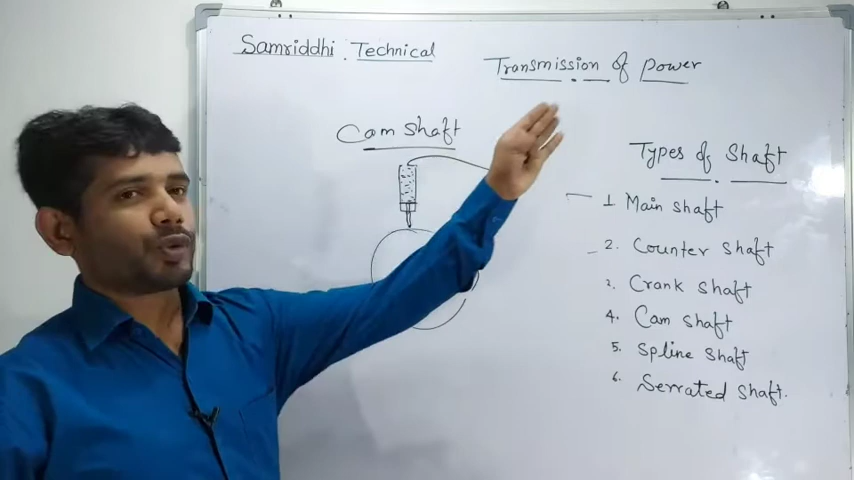 Samriddhi . Technical
Transmission of power
Cam shaft
Types of Shaft
1 Main shaft
2. Counter shaft
3. Crank shaft
4. Cam shaft
5. Spline shaft
6. Serrated shaft.